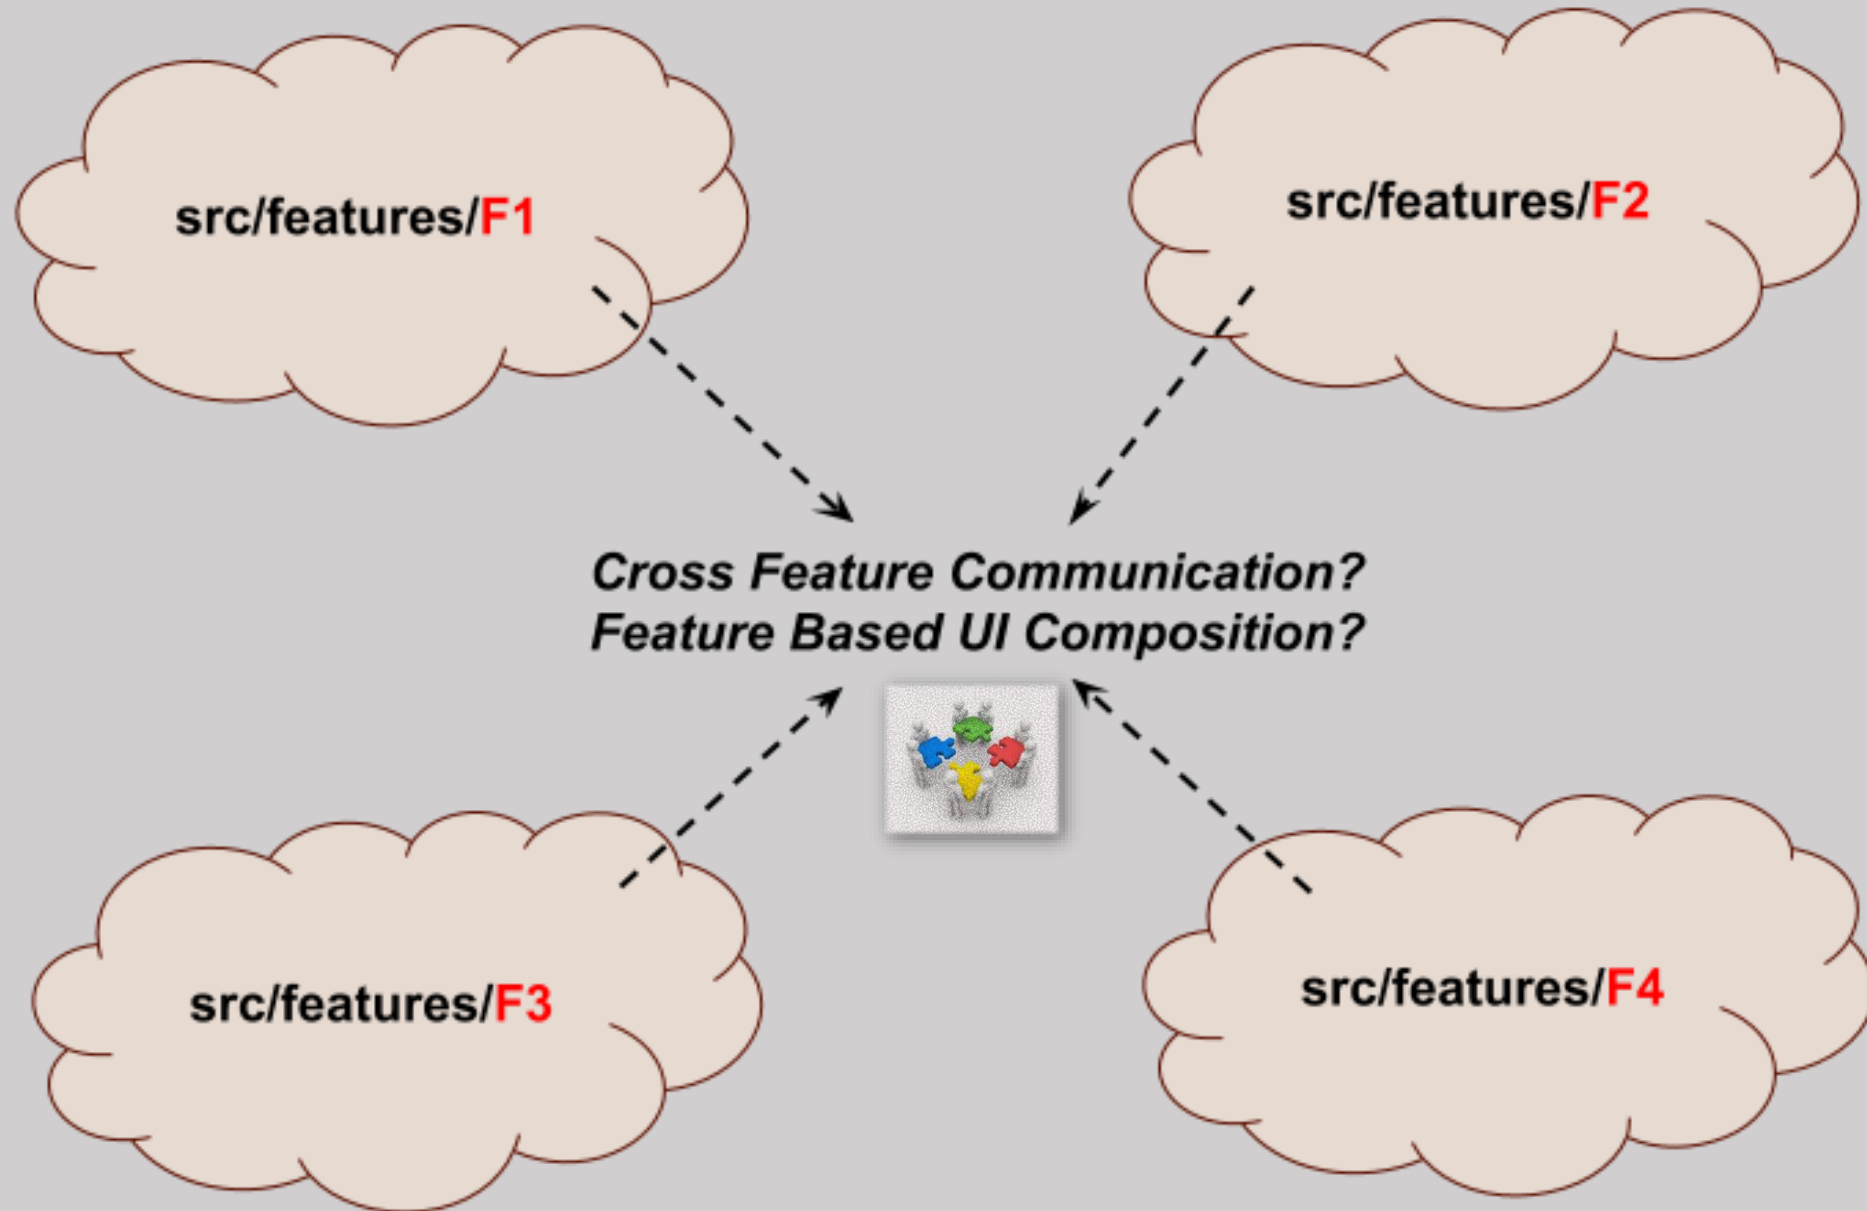 src/features/F1
src/features/F2
Cross Feature Communication?
Feature Based UI Composition?
src/features/F3
src/features/F4